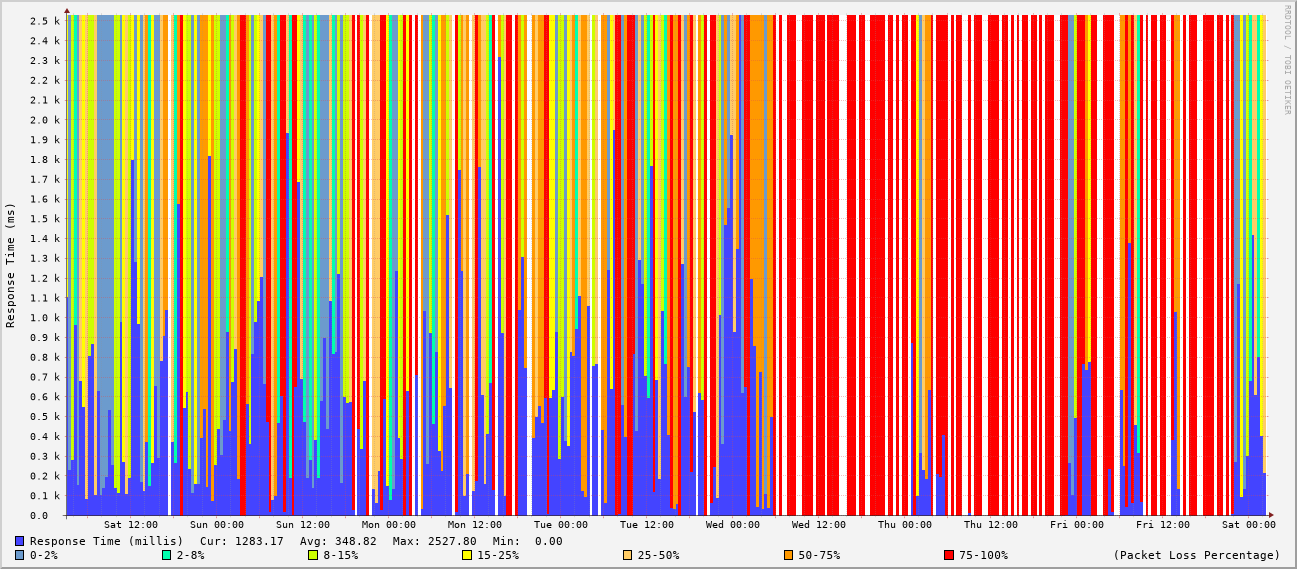 RRDTOOL / TOBI OETIKER
Response Time (ms)
2.5 k
2.4 k
2.3 k
2.2 k
2.1 k
2.0 k
1.9 k
1.8 k
1.7 k
1.6 k
1.5 k
1.4 k
1.3 k
1.2 k
1.1 k
1.0 k
0.9 k
0.8 k
0.7 k
0.6 k
0.5 k
0.4 k
0.3 k
0.2 k
0.1 k
0.0
Sat 12:00 Sun 00:00 Sun 12:00 Mon 00:00 Mon 12:00 Tue 00:00 Tue 12:00 Wed 00:00 Wed 12:00 Thu 00:00 Thu 12:00 Fri 00:00 Fri 12:00 Sat 00:00
Response Time (millis) Cur: 1283.17 Avg: 348.82 Max: 2527.80 Min: 0.00
0-2% 2-8% 8-15% 15-25% 25-50% 50-75% 75-100% (Packet Loss Percentage)